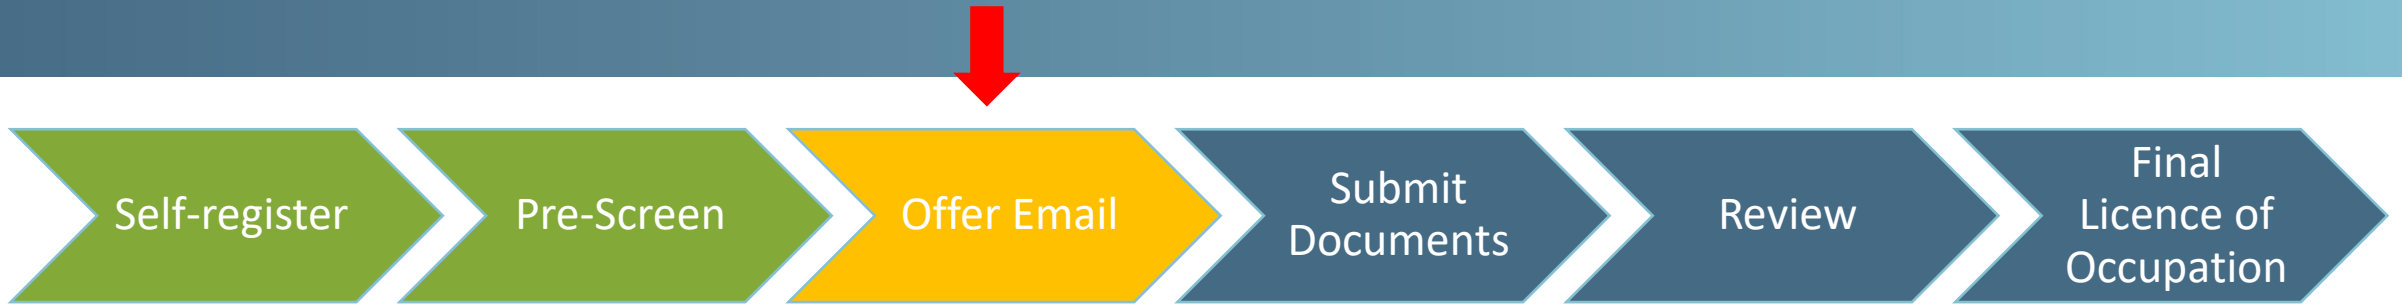 Self-register
Pre-Screen
Offer Email
Submit
Documents
Review
Final
Licence of
Occupation